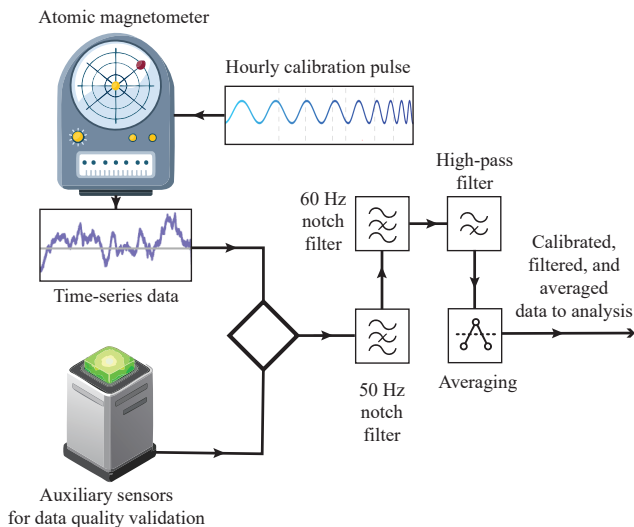 Atomic magnetometer
Hourly calibration pulse
Time-series data
Auxiliary sensors
for data quality validation
50 Hz
notch
filter
60 Hz
notch
filter
High-pass
filter
Averaging
Calibrated,
filtered, and
averaged
data to analysis